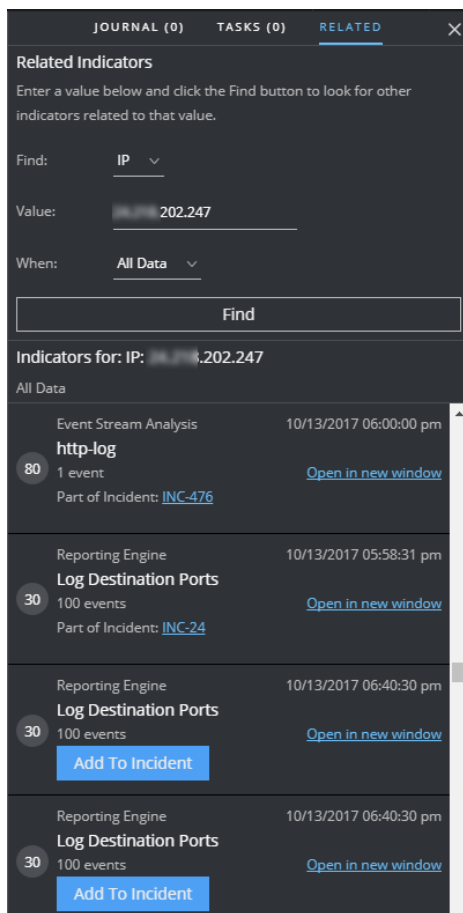 JOURNAL (0) TASKS (0) RELATED
Related Indicators
Enter a value below and click the Find button to look for other
indicators related to that value.
Find: IP
Value: 202.247
When: All Data
Find
Indicators for: IP: .202.247
All Data
Event Stream Analysis 10/13/2017 06:00:00 pm
http-log
80 1 event Open in new window
Part of Incident: INC-476
Reporting Engine 10/13/2017 05:58:31 pm
Log Destination Ports
30 100 events Open in new window
Part of Incident: INC-24
Reporting Engine 10/13/2017 06:40:30 pm
Log Destination Ports
30 100 events Open in new window
Add To Incident
Reporting Engine 10/13/2017 06:40:30 pm
Log Destination Ports
30 100 events Open in new window
Add To Incident